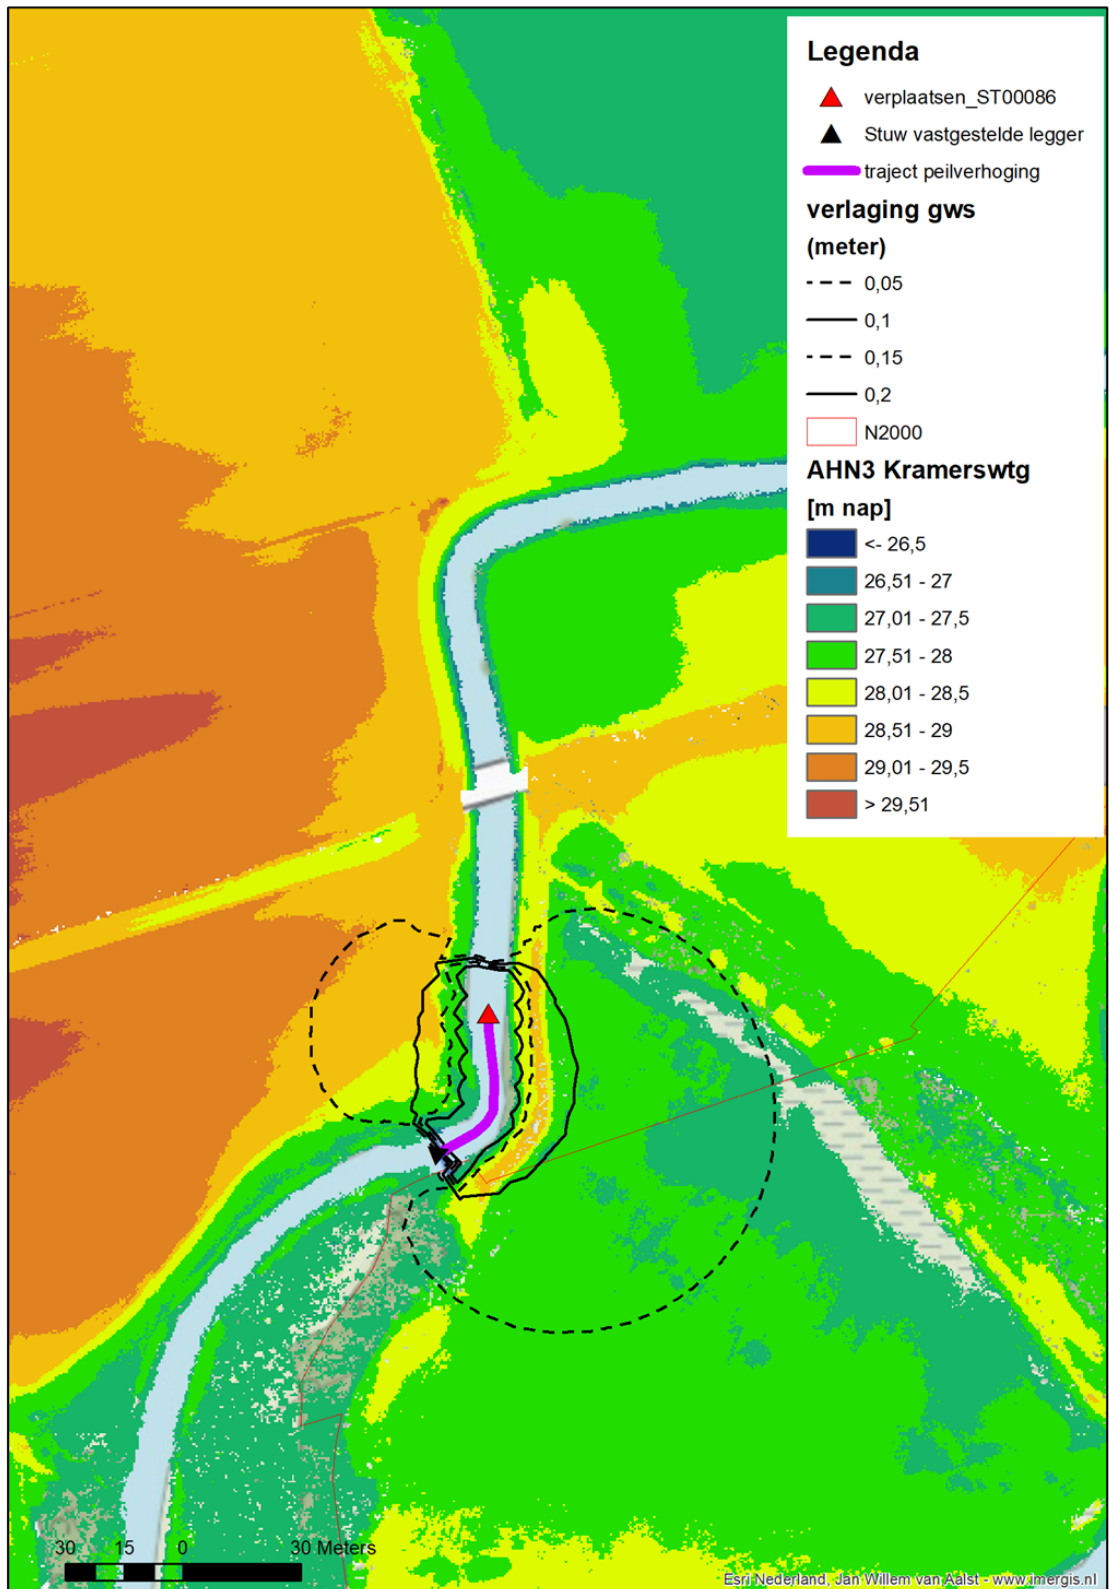 Legenda
verplaatsen_ST00086
Stuw vastgestelde legger
traject peilverhoging
verlaging gws
(meter)
0,05
0,1
0,15
0,2
N2000
AHN3 Kramerswtg
[m nap]
<- 26,5
26,51 - 27
27,01 - 27,5
27,51 - 28
28,01 - 28,5
28,51 - 29
29,01 - 29,5
> 29,51
30 15 0 30 Meters
Esri Nederland, Jan Willem van Aalst - www.imergis.nl